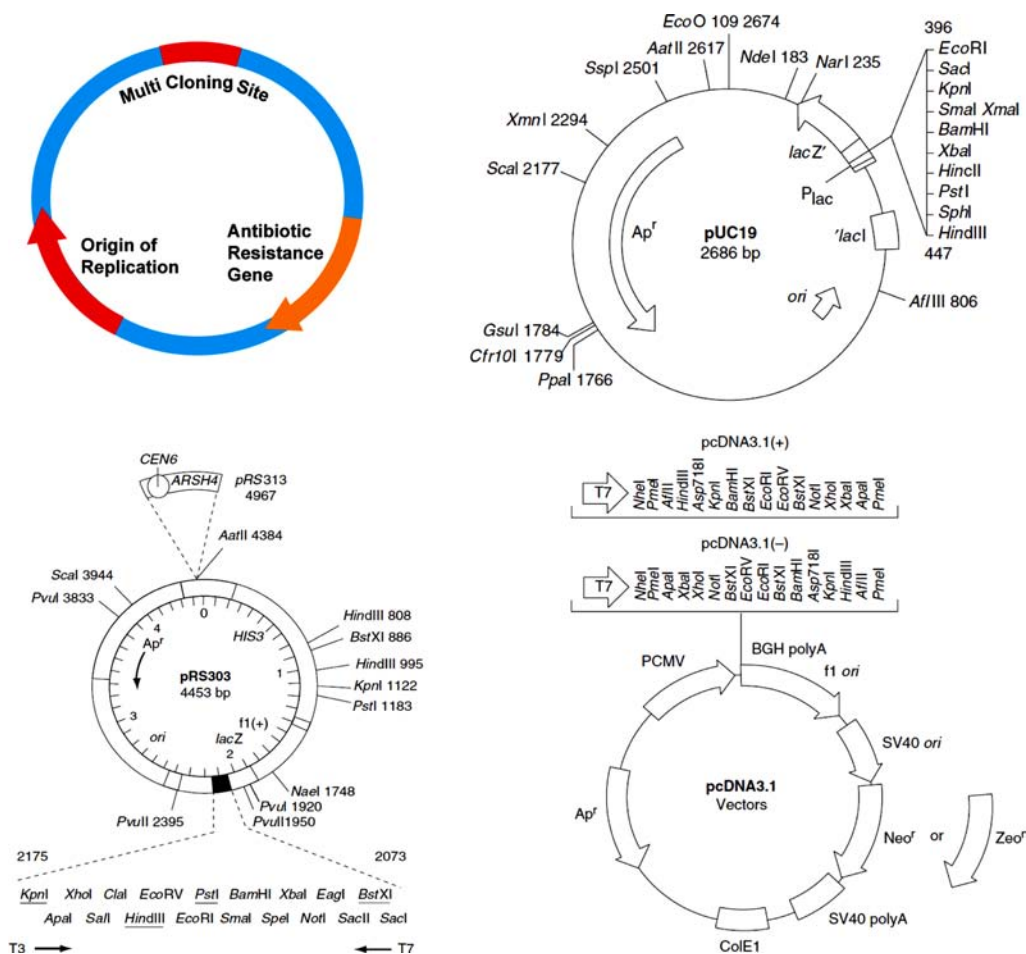 Multi Cloning Site
Origin of
Replication
Antibiotic
Resistance
Gene
EcoO 109 2674
AatII 2617
SspI 2501
XmnI 2294
ScaI 2177
NdeI 183
NarI 235
lacZ'
Plac
'lacI
ori
Apr
pUC19
2686 bp
GsuI 1784
Cfr10I 1779
PpaI 1766
AflIII 806
396
EcoRI
SacI
KpnI
SmaI XmaI
BamHI
XbaI
HincII
PstI
SphI
HindIII
447
CEN6
ARSH4
pRS313
4967
AatII 4384
ScaI 3944
PvuI 3833
HindIII 808
BstXI 886
HindIII 995
KpnI 1122
PstI 1183
0
HIS3
1
4
Apr
pRS303
4453 bp
3
ori
f1(+)
lacZ
2
NaeI 1748
PvuI 1920
PvuII1950
PvuII 2395
2175
2073
KpnI XhoI ClaI EcoRV PstI BamHI XbaI EagI BstXI
ApaI SalI HindIII EcoRI SmaI SpeI NotI SacII SacI
T3
T7
pcDNA3.1(+)
T7
NheI
PmeI
AflII
HindIII
Asp718I
KpnI
BamHI
BstXI
EcoRI
EcoRV
BstXI
NotI
XhoI
XbaI
ApaI
PmeI
pcDNA3.1(–)
T7
NheI
PmeI
ApaI
XbaI
XhoI
NotI
BstXI
EcoRV
EcoRI
BstXI
BamHI
Asp718I
KpnI
HindIII
AflII
PmeI
PCMV
BGH polyA
f1 ori
SV40 ori
Apr
pcDNA3.1
Vectors
Neor or Zeor
SV40 polyA
ColE1